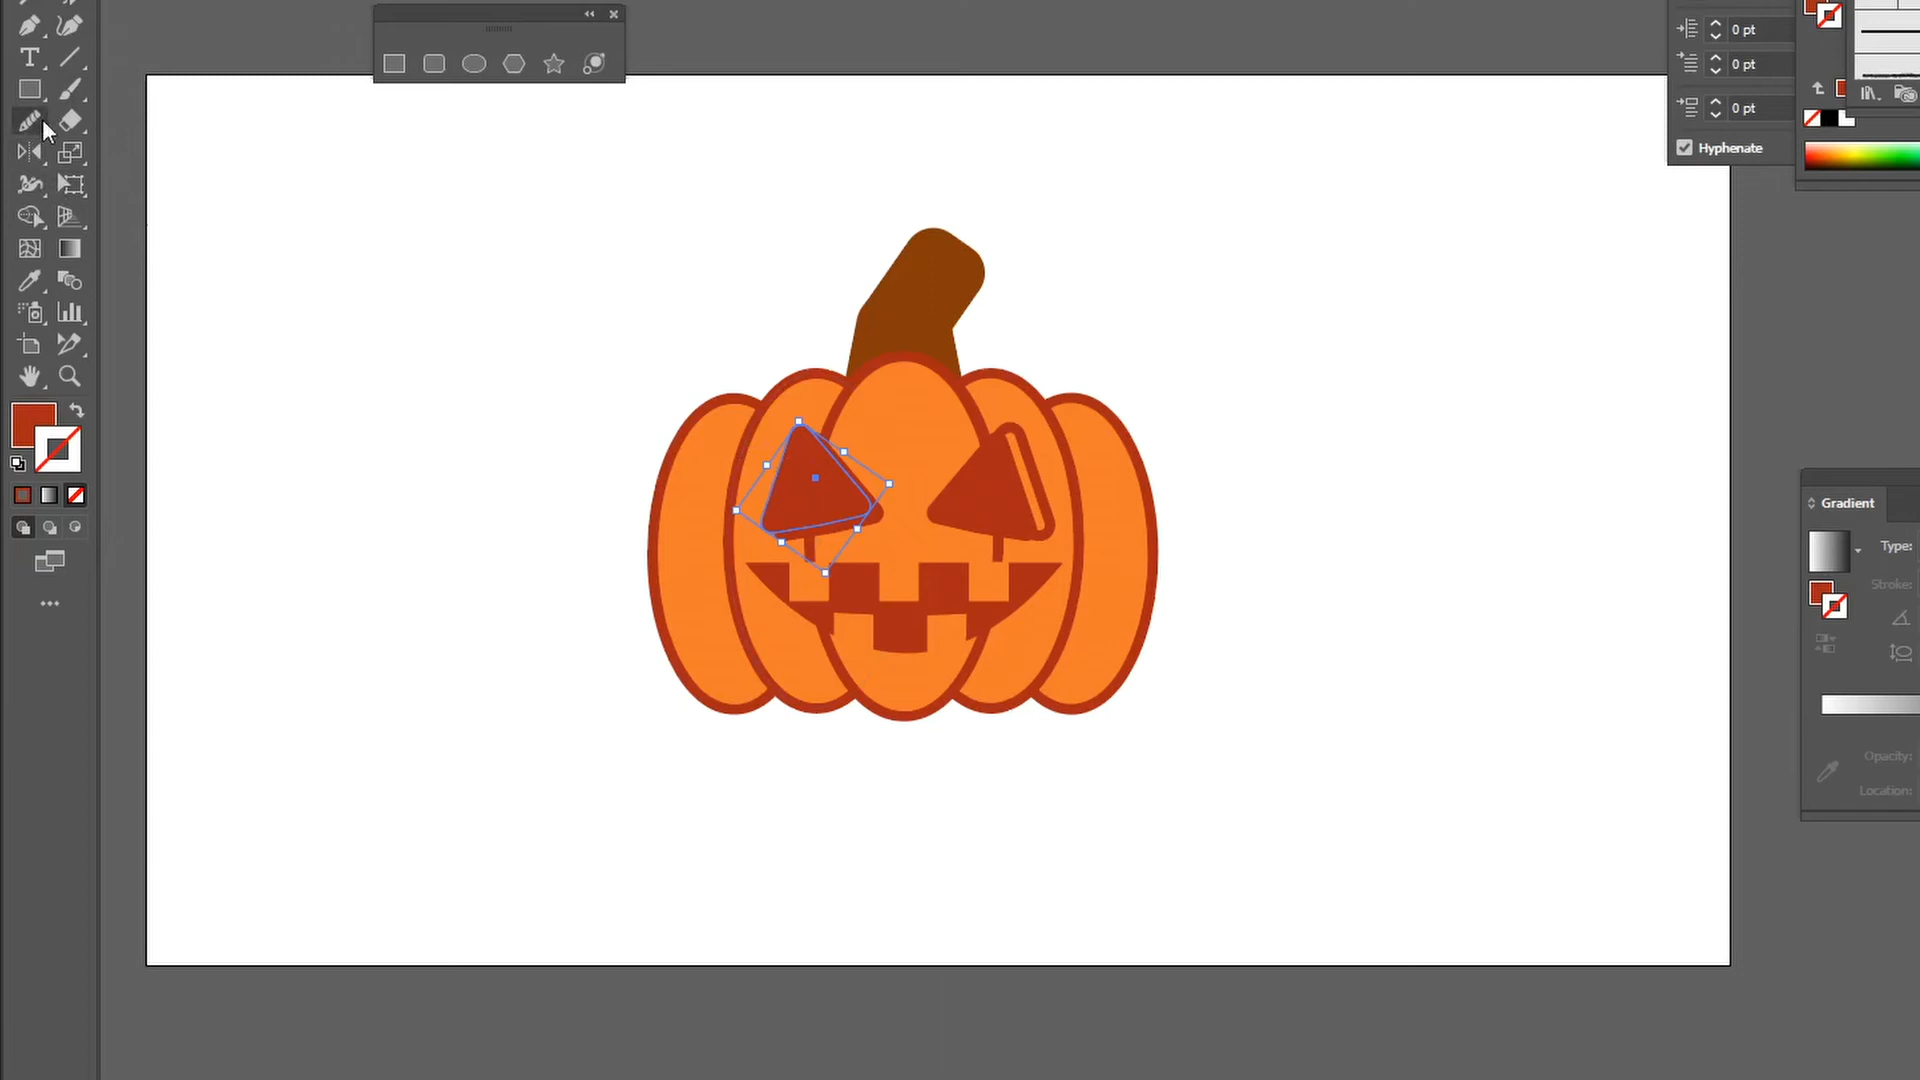 0 pt
0 pt
0 pt
Hyphenate
Gradient
Type:
Stroke:
Opacity:
Location: